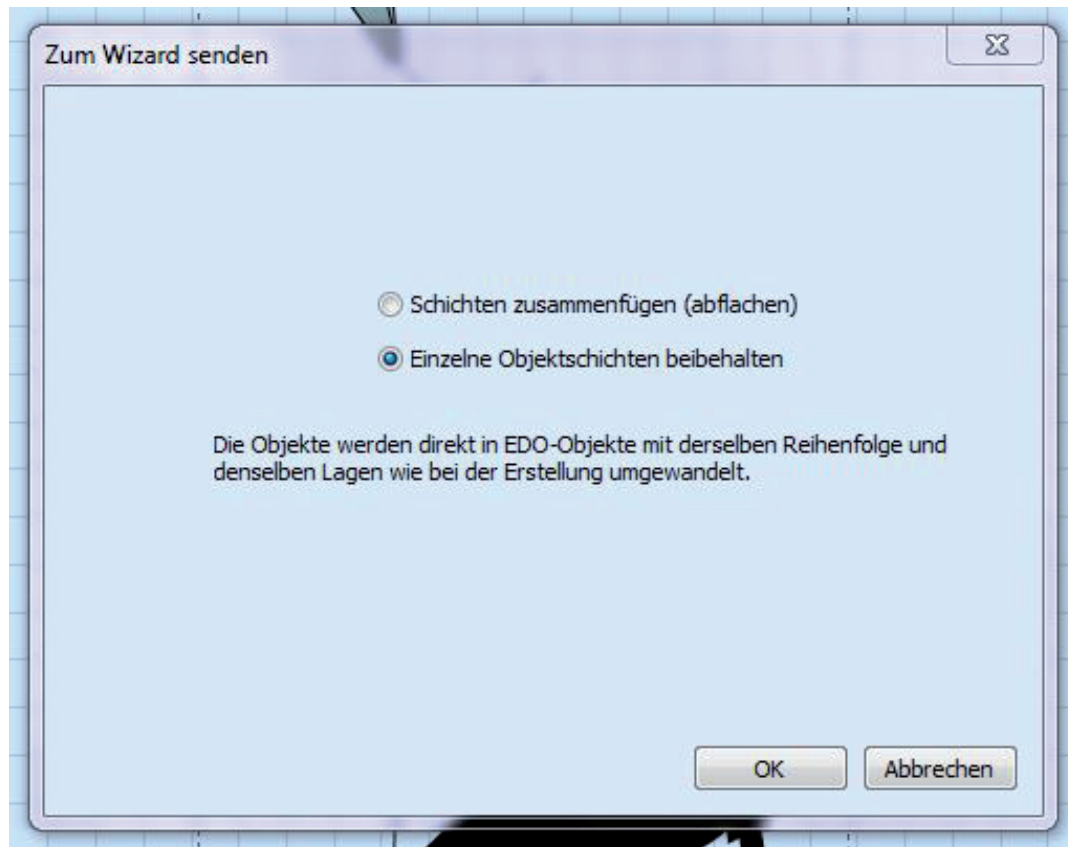 Zum Wizard senden
Schichten zusammenfügen (abflachen)
Einzelne Objektschichten beibehalten
Die Objekte werden direkt in EDO-Objekte mit derselben Reihenfolge und
denselben Lagen wie bei der Erstellung umgewandelt.
OK Abbrechen